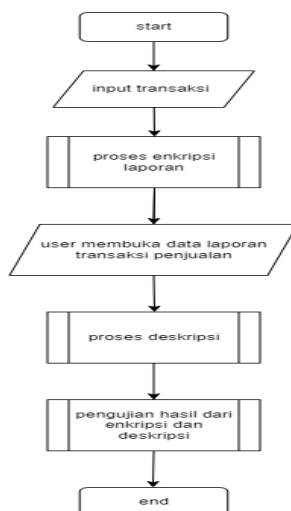 start
input transaksi
proses enkripsi
laporan
user membuka data laporan
transaksi penjualan
proses deskripsi
pengujian hasil dari
enkripsi dan
deskripsi
end